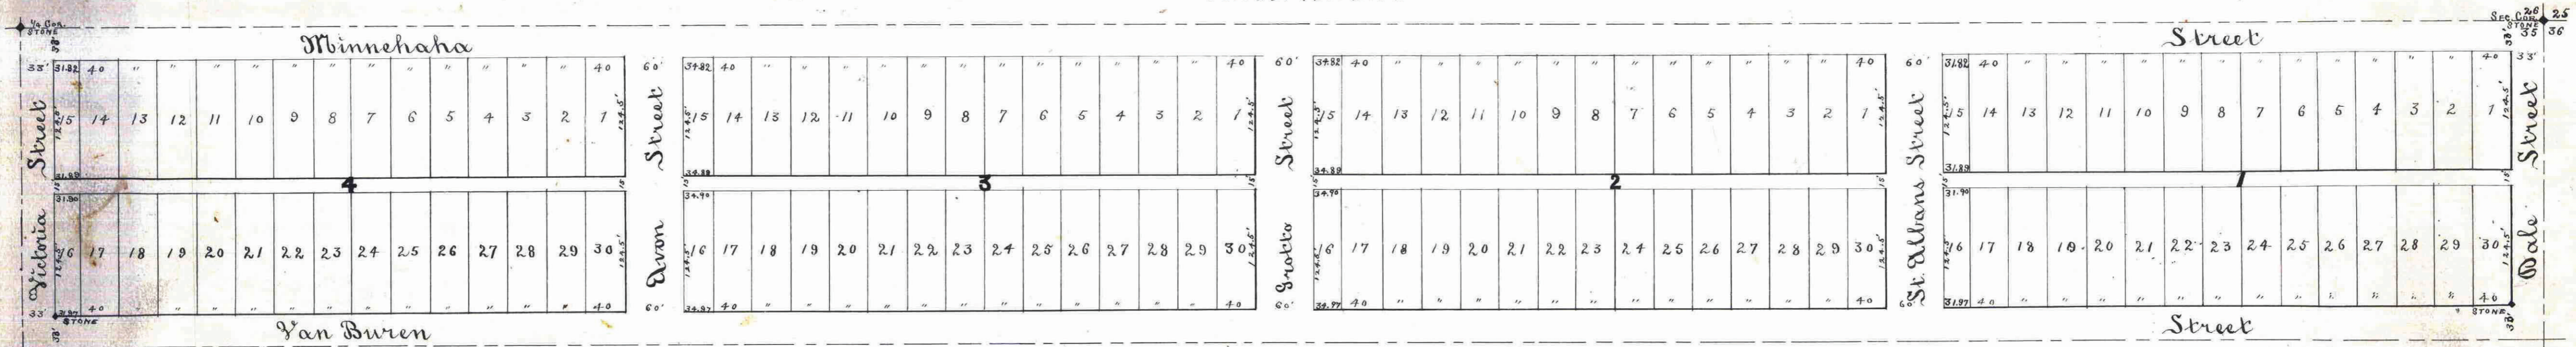 1/4 Cor.
STONE
Sec. Cor.
STONE
26 25
35 36
Minnehaha Street
33' 33'
33' 31.82 40 " " " " " " " " " " " " 40 60' 34.82 40 " " " " " " " " " " " " 40 60' 34.82 40 " " " " " " " " " " " " 40 60' 31.82 40 " " " " " " " " " " " " 40 33'
Victoria Street
Avon Street
Grotto Street
St. Albans Street
Dale Street
124.5' 15 14 13 12 11 10 9 8 7 6 5 4 3 2 1 124.5'
124.5' 15 14 13 12 11 10 9 8 7 6 5 4 3 2 1 124.5'
124.5' 15 14 13 12 11 10 9 8 7 6 5 4 3 2 1 124.5'
124.5' 15 14 13 12 11 10 9 8 7 6 5 4 3 2 1 124.5'
31.89 34.89 34.89 31.89
15' 4 15' 15' 3 15' 15' 2 15' 15' 1 15'
31.90 34.90 34.90 31.90
124.5' 16 17 18 19 20 21 22 23 24 25 26 27 28 29 30 124.5'
124.5' 16 17 18 19 20 21 22 23 24 25 26 27 28 29 30 124.5'
124.5' 16 17 18 19 20 21 22 23 24 25 26 27 28 29 30 124.5'
124.5' 16 17 18 19 20 21 22 23 24 25 26 27 28 29 30 124.5'
33' 31.97 40 " " " " " " " " " " " " 40 60' 34.97 40 " " " " " " " " " " " " 40 60' 34.97 40 " " " " " " " " " " " " 40 60' 31.97 40 " " " " " " " " " " " " 40
STONE STONE
33' 33'
Van Buren Street